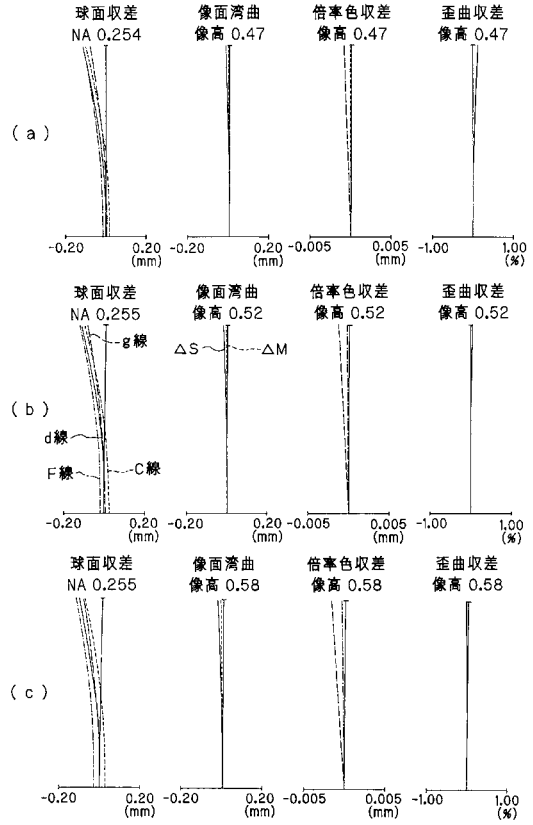 球面収差 像面湾曲 倍率色収差 歪曲収差
NA 0.254 像高 0.47 像高 0.47 像高 0.47
(a)
-0.20 0.20 -0.20 0.20 -0.005 0.005 -1.00 1.00
(mm) (mm) (mm) (%)
球面収差 像面湾曲 倍率色収差 歪曲収差
NA 0.255 像高 0.52 像高 0.52 像高 0.52
g線
△S △M
(b)
d線
F線 C線
-0.20 0.20 -0.20 0.20 -0.005 0.005 -1.00 1.00
(mm) (mm) (mm) (%)
球面収差 像面湾曲 倍率色収差 歪曲収差
NA 0.255 像高 0.58 像高 0.58 像高 0.58
(c)
-0.20 0.20 -0.20 0.20 -0.005 0.005 -1.00 1.00
(mm) (mm) (mm) (%)